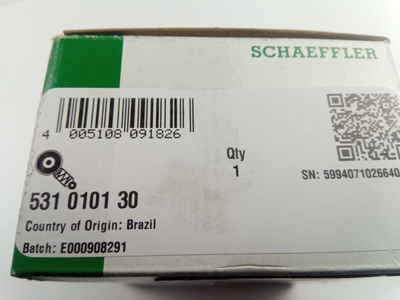 SCHAEFFLER
4 005108 091826
Qty
1
SN: 5994071026640
531 0101 30
Country of Origin: Brazil
Batch: E000908291